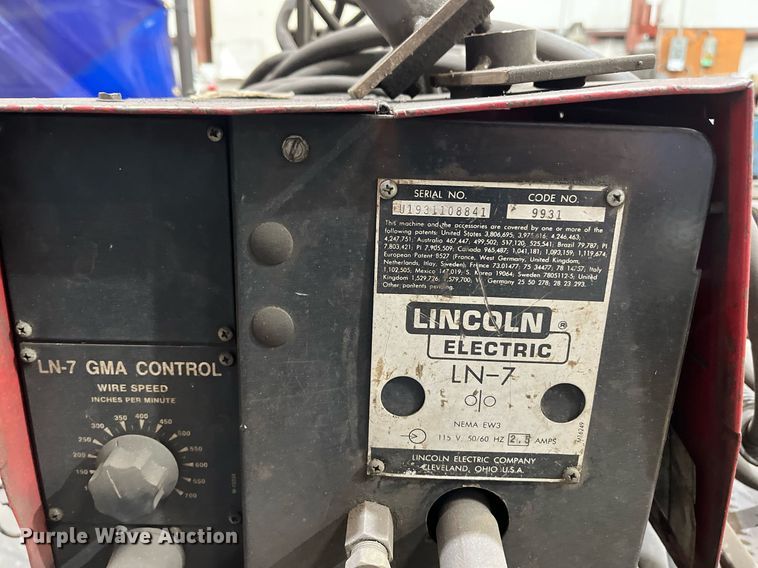 SERIAL NO. CODE NO.
U1931108841 9931
This machine and the accessories are covered by one or more of the
following patents: United States 3,806,695; 3,975,616; 4,246,463;
4,247,751; Australia 467,447; 499,502; 517,120; 525,541; Brazil 79,787; PI
7,803,421; PI 7,905,509; Canada 965,487; 1,041,181; 1,093,159; 1,119,674
European Patent 8527 (France, West Germany, United Kingdom,
Netherlands, Italy, Sweden); France 73.01477; 75 34477; 78 14757; Italy
1,102,505; Mexico 147,019; S. Korea 19064; Sweden 7805112-5; United
Kingdom 1,529,726; 1,579,700; W. Germany 25 50 278; 28 23 293.
Other patents pending.
LINCOLN ®
ELECTRIC
LN-7
NEMA EW3
115 V. 50/60 HZ 2.5 AMPS
LINCOLN ELECTRIC COMPANY
CLEVELAND, OHIO U.S.A.
LN-7 GMA CONTROL
WIRE SPEED
INCHES PER MINUTE
150 200 250 300 350 400 450 500 550 600 650 700
Purple Wave Auction